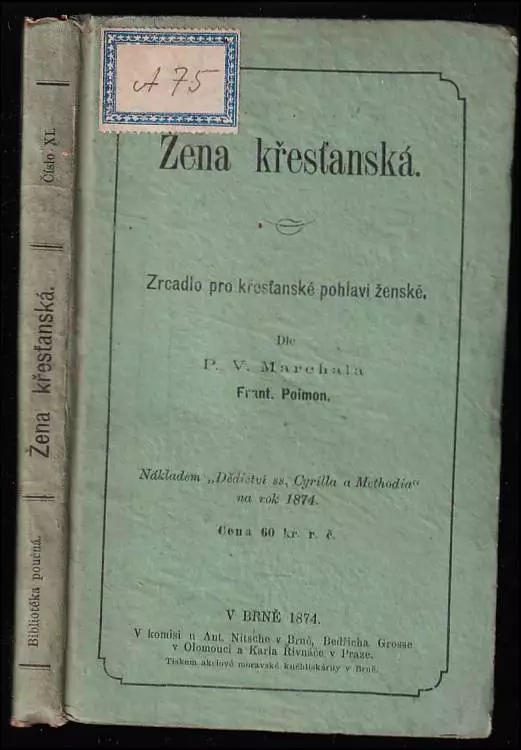 A 75
Žena křesťanská.
Zrcadlo pro křesťanské pohlavi ženské.
Dle
P. V. Marchala
Frant. Poimon.
Nákladem „Dědictví ss, Cyrilla a Methodia“
na rok 1874.
Cena 60 kr. r. č.
V BRNĚ 1874.
V komisi u Ant. Nitsche v Brně, Bedřicha Grosse
v Olomouci a Karla Řivnáče v Praze.
Tiskem akciové moravské knihtiskárny v Brně.
Bibliotéka poučná.
Žena křesťanská.
Číslo XI.